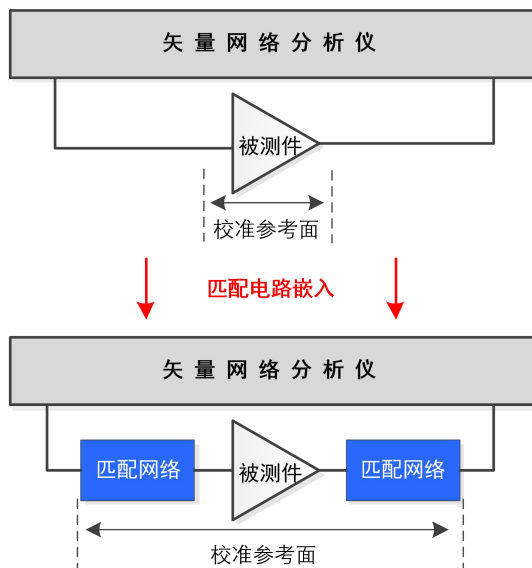 矢量网络分析仪
被测件
校准参考面
匹配电路嵌入
矢量网络分析仪
匹配网络 被测件 匹配网络
校准参考面